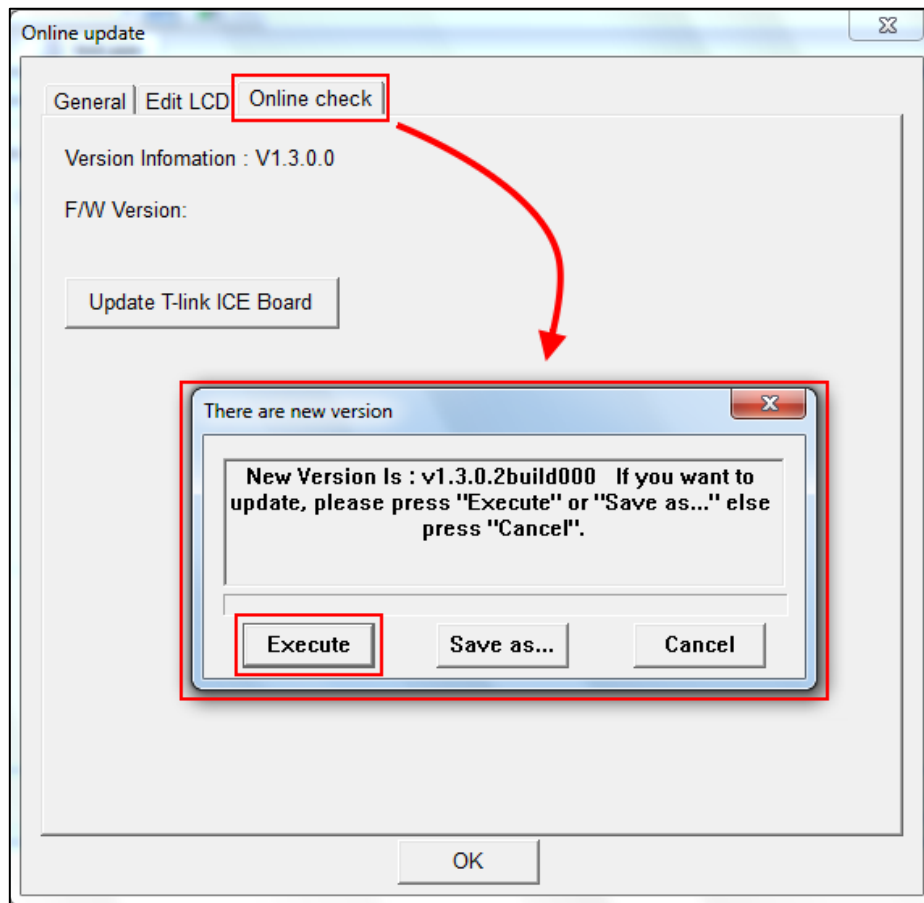 Online update
General Edit LCD Online check
Version Infomation : V1.3.0.0
F/W Version:
Update T-link ICE Board
There are new version
New Version Is : v1.3.0.2build000 If you want to
update, please press "Execute" or "Save as..." else
press "Cancel".
Execute Save as... Cancel
OK